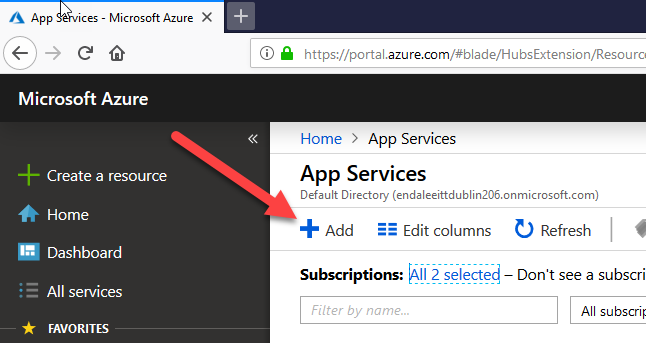 App Services - Microsoft Azure
https://portal.azure.com/#blade/HubsExtension/Resourc
Microsoft Azure
Home > App Services
Create a resource
App Services
Default Directory (endaleeittdublin206.onmicrosoft.com)
Home
Add Edit columns Refresh
Dashboard
Subscriptions: All 2 selected – Don't see a subscri
All services
Filter by name... All subscri
FAVORITES